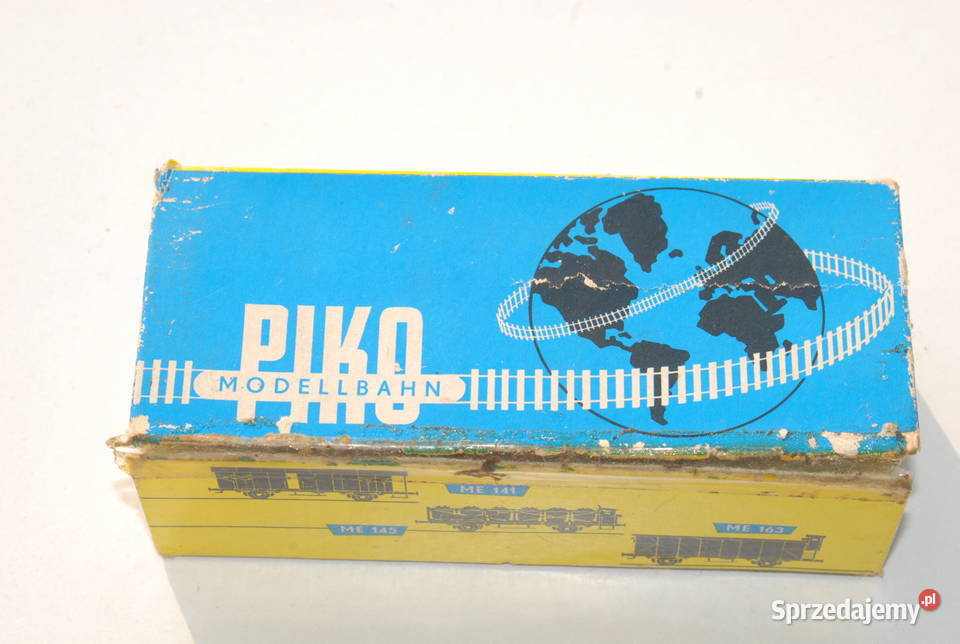 PIKO
MODELLBAHN
ME 141
ME 145
ME 163
Sprzedajemy.pl